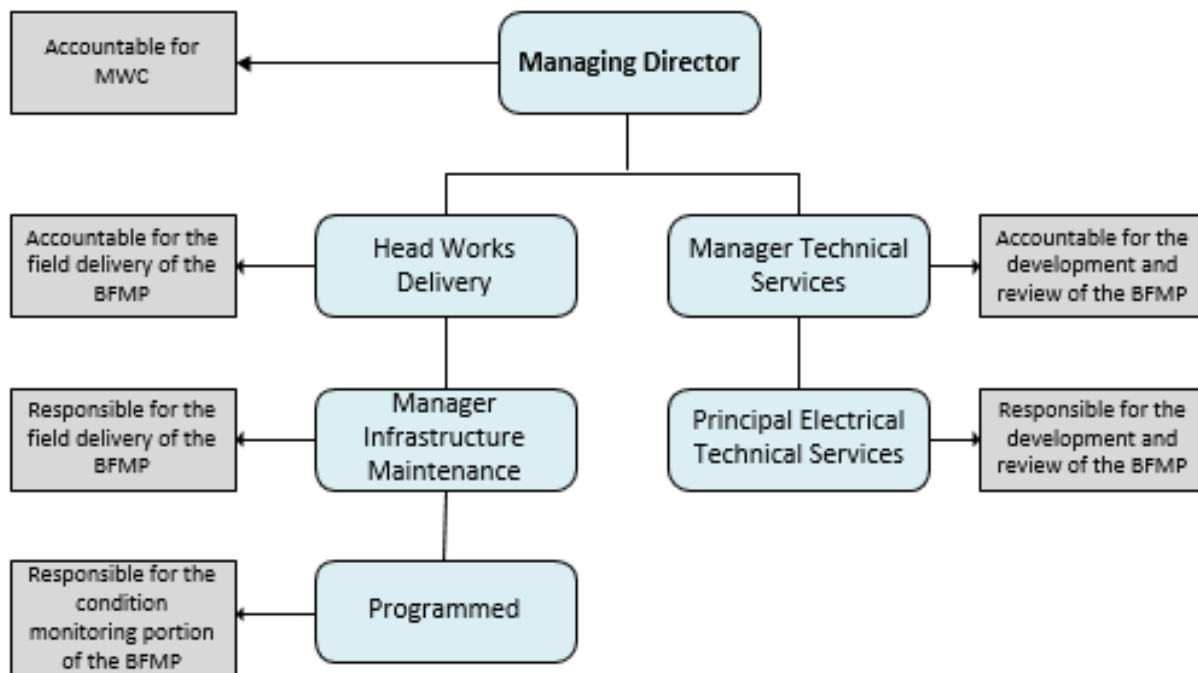 Accountable for
MWC
Managing Director
Accountable for the
field delivery of the
BFMP
Head Works
Delivery
Manager Technical
Services
Accountable for the
development and
review of the BFMP
Responsible for the
field delivery of the
BFMP
Manager
Infrastructure
Maintenance
Principal Electrical
Technical Services
Responsible for the
development and
review of the BFMP
Responsible for the
condition
monitoring portion
of the BFMP
Programmed